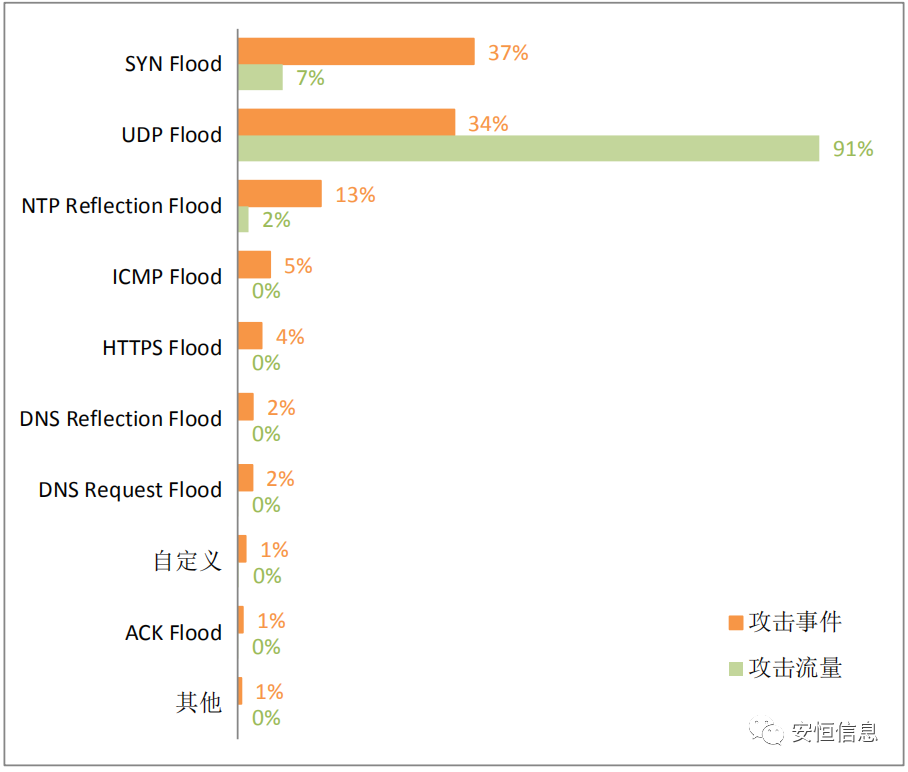 SYN Flood
37%
7%
UDP Flood
34%
91%
NTP Reflection Flood
13%
2%
ICMP Flood
5%
0%
HTTPS Flood
4%
0%
DNS Reflection Flood
2%
0%
DNS Request Flood
2%
0%
自定义
1%
0%
ACK Flood
1%
0%
其他
1%
0%
攻击事件
攻击流量
安恒信息